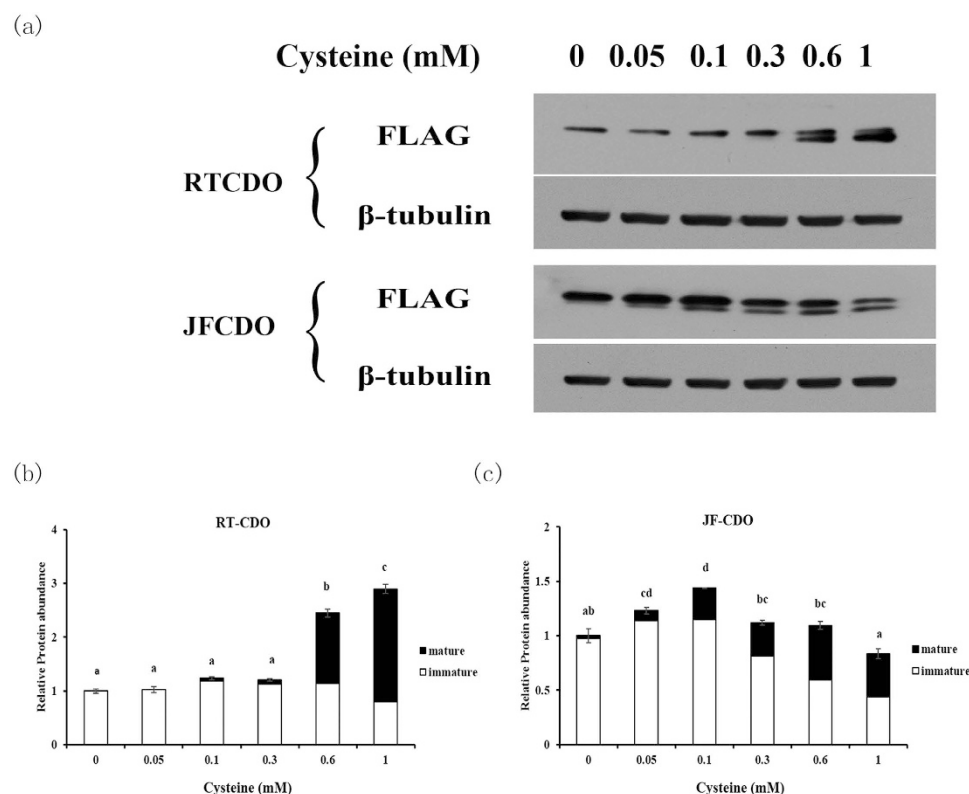 (a)
Cysteine (mM) 0 0.05 0.1 0.3 0.6 1
FLAG
RTCDO
β-tubulin
FLAG
JFCDO
β-tubulin
(b)
RT-CDO
4
3
2
1
0
Relative Protein abundance
a a a a b c
mature
immature
0 0.05 0.1 0.3 0.6 1
Cysteine (mM)
(c)
JF-CDO
2
1.5
1
0.5
0
Relative Protein abundance
ab cd d bc bc a
mature
immature
0 0.05 0.1 0.3 0.6 1
Cysteine (mM)